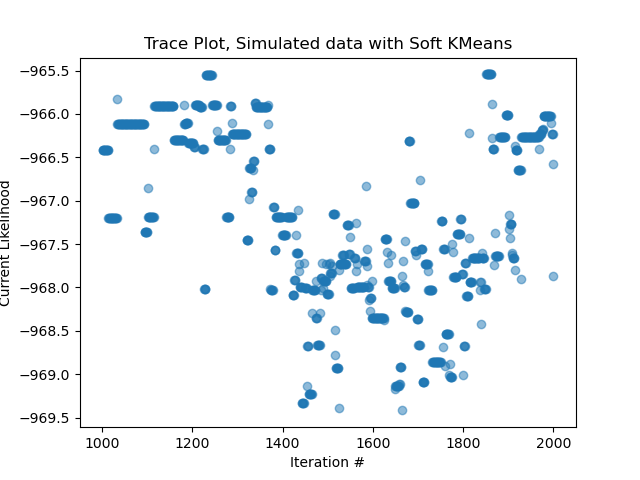 Trace Plot, Simulated data with Soft KMeans
−965.5
−966.0
−966.5
−967.0
−967.5
−968.0
−968.5
−969.0
−969.5
Current Likelihood
1000 1200 1400 1600 1800 2000
Iteration #